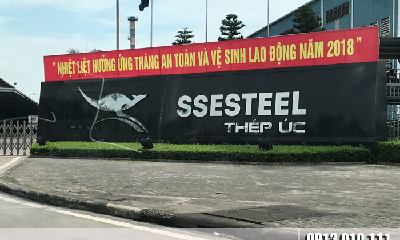 "NHIỆT LIỆT HƯỞNG ỨNG THÁNG AN TOÀN VÀ VỆ SINH LAO ĐỘNG NĂM 2018"
SSESTEEL
THÉP ÚC